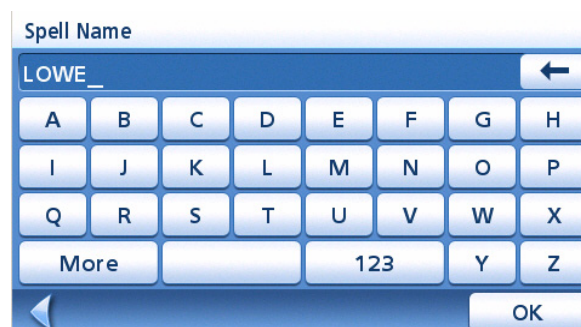 Spell Name
LOWE_
A B C D E F G H
I J K L M N O P
Q R S T U V W X
More 123 Y Z
OK